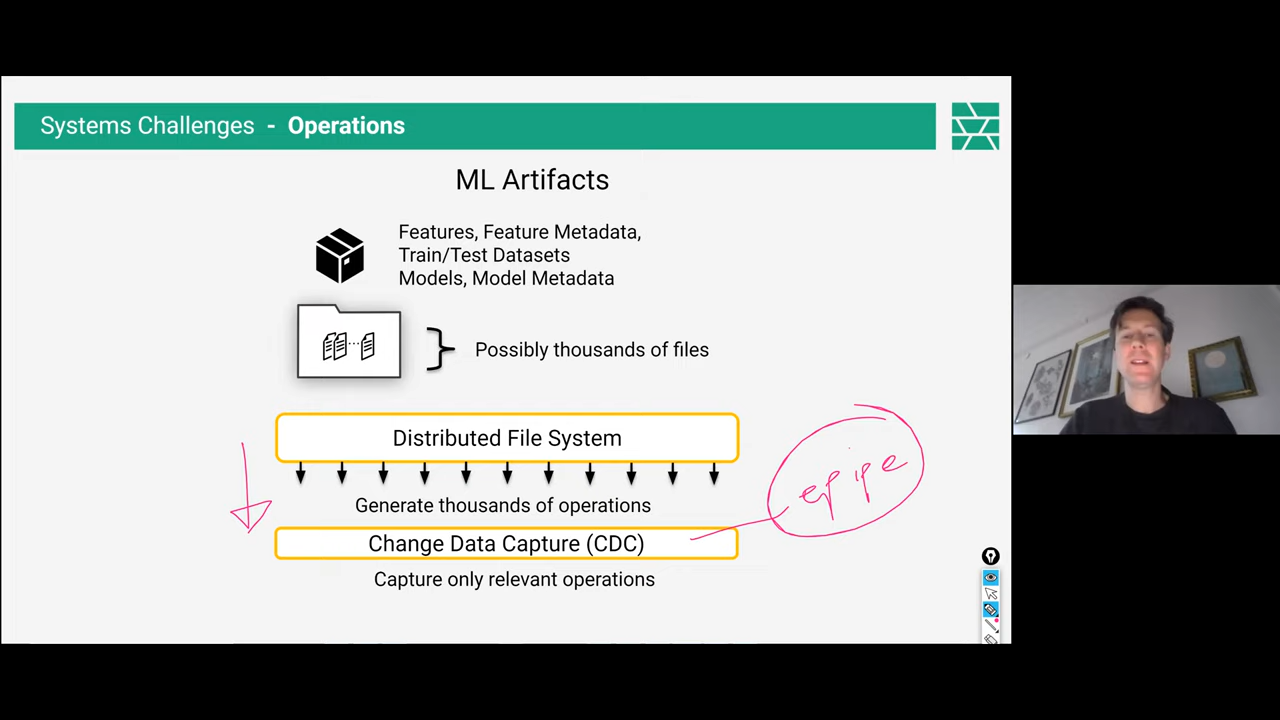 Systems Challenges - Operations
ML Artifacts
Features, Feature Metadata,
Train/Test Datasets
Models, Model Metadata
Possibly thousands of files
Distributed File System
Generate thousands of operations
epipe
Change Data Capture (CDC)
Capture only relevant operations